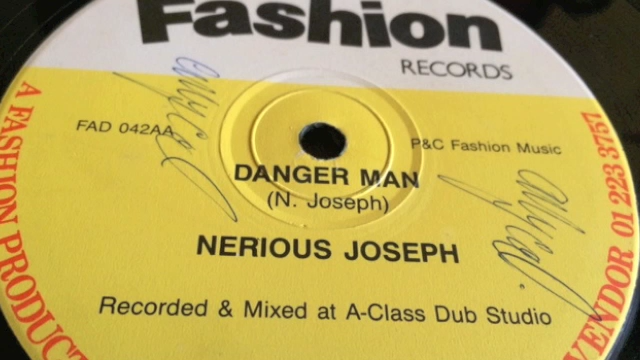 Fashion
RECORDS
FAD 042AA
P&C Fashion Music
DANGER MAN
(N. Joseph)
NERIOUS JOSEPH
Recorded & Mixed at A-Class Dub Studio
A FASHION PRODUCT
VENDOR. 01 223 3757